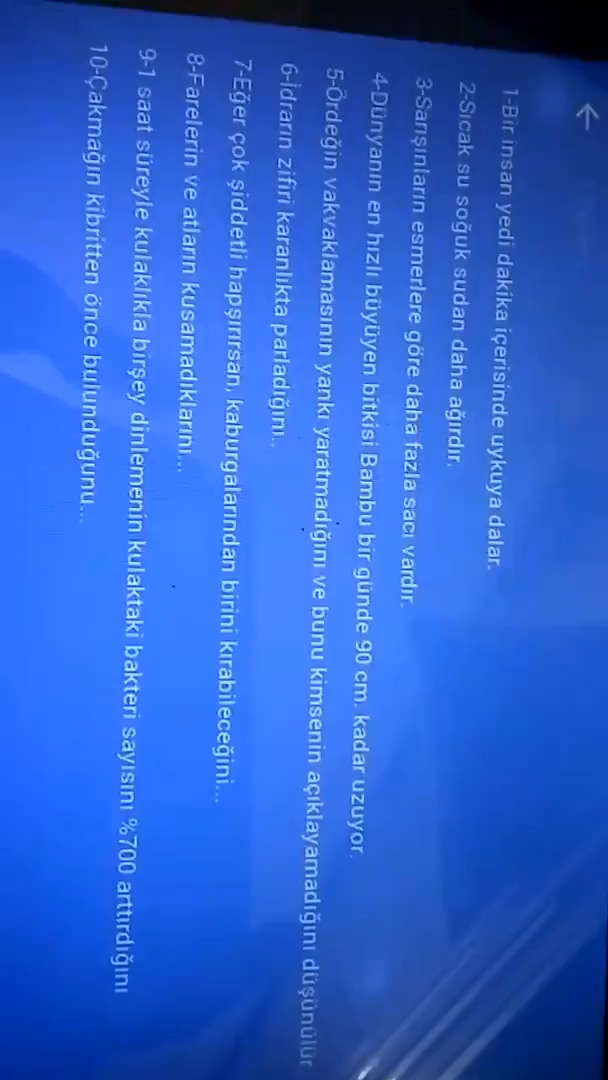 1-Bir insan yedi dakika içerisinde uykuya dalar.
2-Sıcak su soğuk sudan daha ağırdır.
3-Sarışınların esmerlere göre daha fazla saçı vardır.
4-Dünyanın en hızlı büyüyen bitkisi Bambu bir günde 90 cm. kadar uzuyor.
5-Ördeğin vakvaklamasının yankı yaratmadığını ve bunu kimsenin açıklayamadığını düşünülür
6-İdrarın zifiri karanlıkta parladığını..
7-Eğer çok şiddetli hapşırırsan, kaburgalarından birini kırabileceğini...
8-Farelerin ve atların kusamadıklarını...
9-1 saat süreyle kulaklıkla birşey dinlemenin kulaktaki bakteri sayısını %700 arttırdığını
10-Çakmağın kibritten önce bulunduğunu...